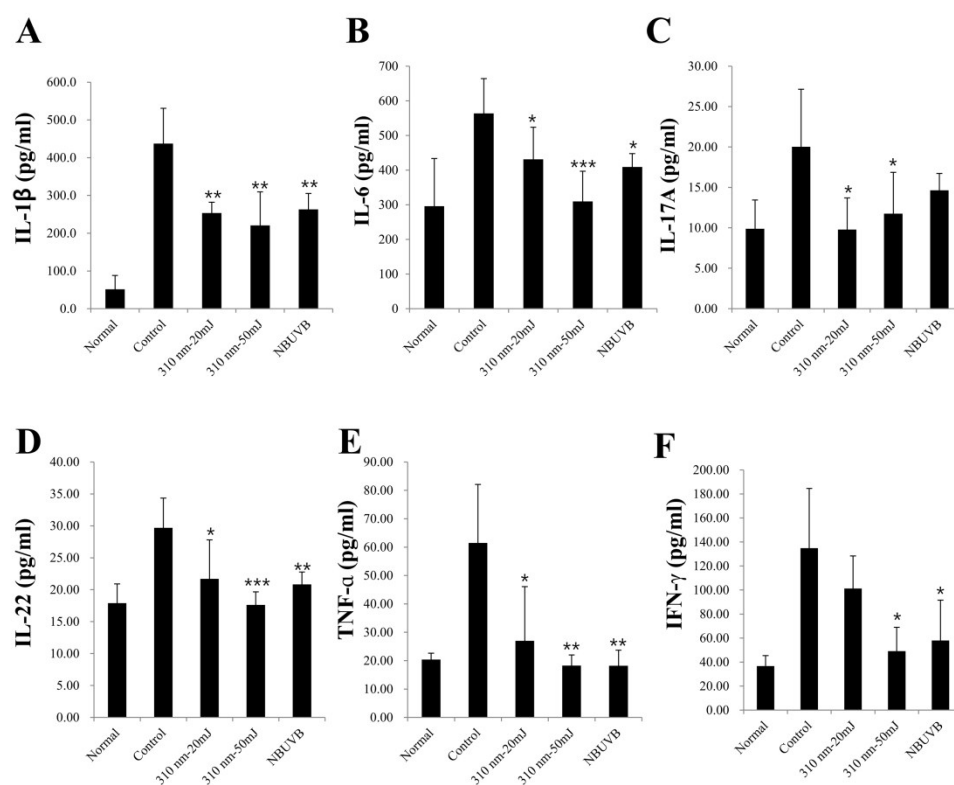 A
IL-1β (pg/ml)
600.0
500.0
400.0
300.0
200.0
100.0
0.0
** ** **
Normal Control 310 nm-20mJ 310 nm-50mJ NBUVB
B
IL-6 (pg/ml)
700
600
500
400
300
200
100
0
* *** *
Normal Control 310 nm-20mJ 310 nm-50mJ NBUVB
C
IL-17A (pg/ml)
30.00
25.00
20.00
15.00
10.00
5.00
0.00
* *
Normal Control 310 nm-20mJ 310 nm-50mJ NBUVB
D
IL-22 (pg/ml)
40.00
35.00
30.00
25.00
20.00
15.00
10.00
5.00
0.00
* *** **
Normal Control 310 nm-20mJ 310 nm-50mJ NBUVB
E
TNF-α (pg/ml)
90.00
80.00
70.00
60.00
50.00
40.00
30.00
20.00
10.00
0.00
* ** **
Normal Control 310 nm-20mJ 310 nm-50mJ NBUVB
F
IFN-γ (pg/ml)
200.00
180.00
160.00
140.00
120.00
100.00
80.00
60.00
40.00
20.00
0.00
* *
Normal Control 310 nm-20mJ 310 nm-50mJ NBUVB